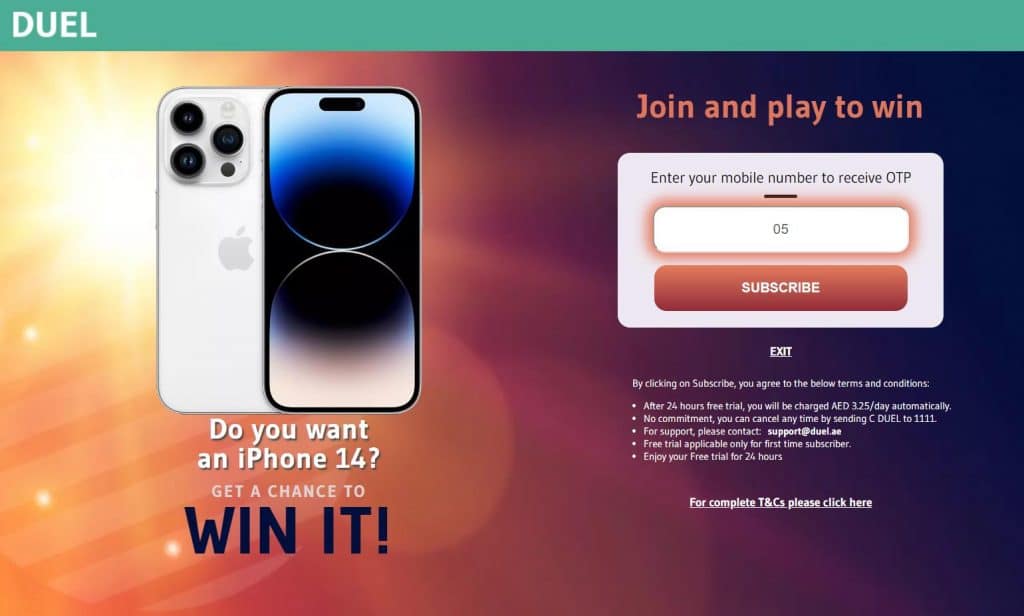 DUEL
Do you want
an iPhone 14?
GET A CHANCE TO
WIN IT!
Join and play to win
Enter your mobile number to receive OTP
05
SUBSCRIBE
EXIT
By clicking on Subscribe, you agree to the below terms and conditions:
• After 24 hours free trial, you will be charged AED 3.25/day automatically.
• No commitment, you can cancel any time by sending C DUEL to 1111.
• For support, please contact: support@duel.ae
• Free trial applicable only for first time subscriber.
• Enjoy your Free trial for 24 hours
For complete T&Cs please click here